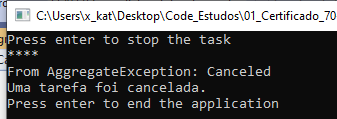 C:\Users\x_kat\Desktop\Code_Estudos\01_Certificado_70
Press enter to stop the task
****
From AggregateException: Canceled
Uma tarefa foi cancelada.
Press enter to end the application